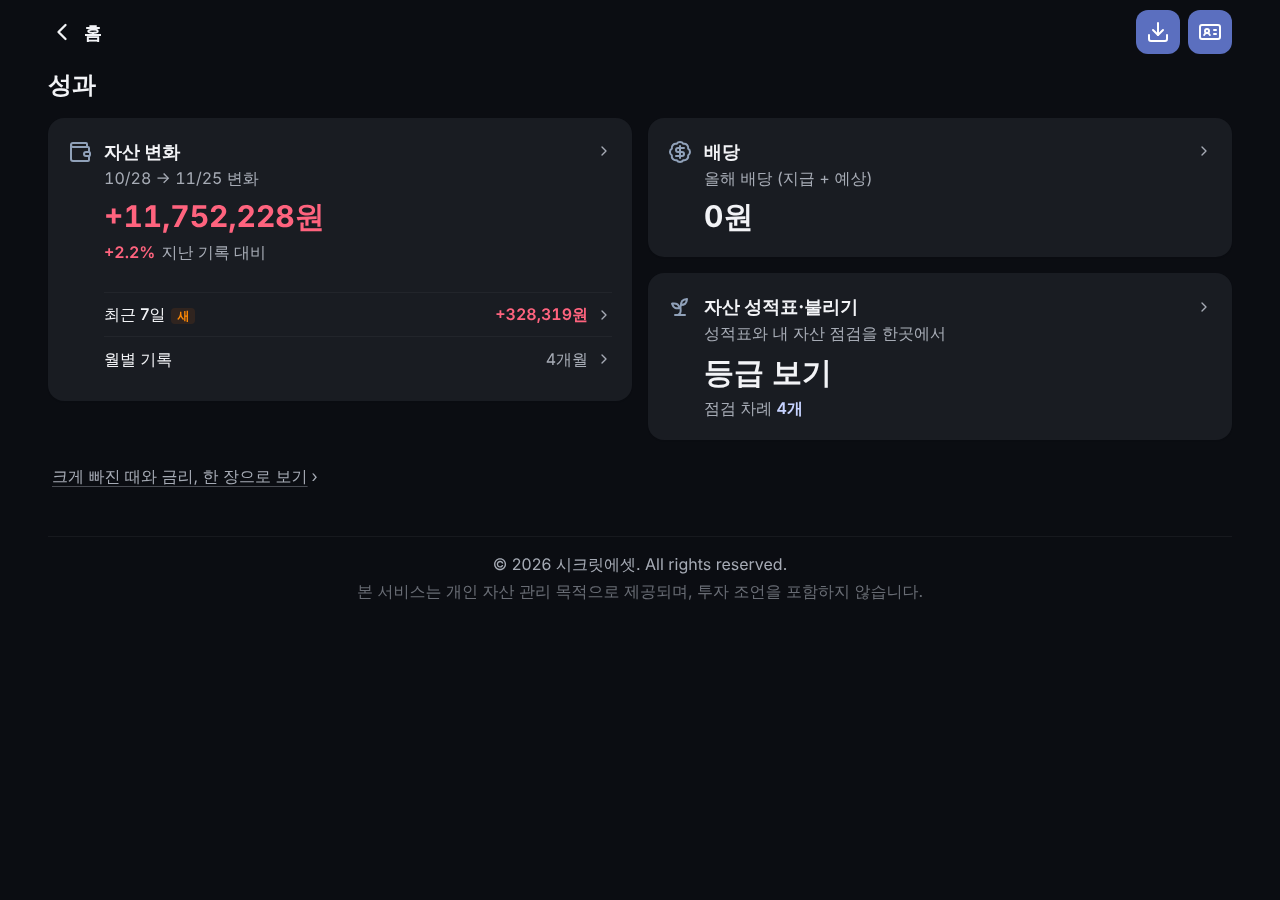 홈
성과
자산 변화
10/28 → 11/25 변화
+11,752,228원
+2.2% 지난 기록 대비
최근 7일 새 +328,319원
월별 기록 4개월
배당
올해 배당 (지급 + 예상)
0원
자산 성적표·불리기
성적표와 내 자산 점검을 한곳에서
등급 보기
점검 차례 4개
크게 빠진 때와 금리, 한 장으로 보기 ›
© 2026 시크릿에셋. All rights reserved.
본 서비스는 개인 자산 관리 목적으로 제공되며, 투자 조언을 포함하지 않습니다.